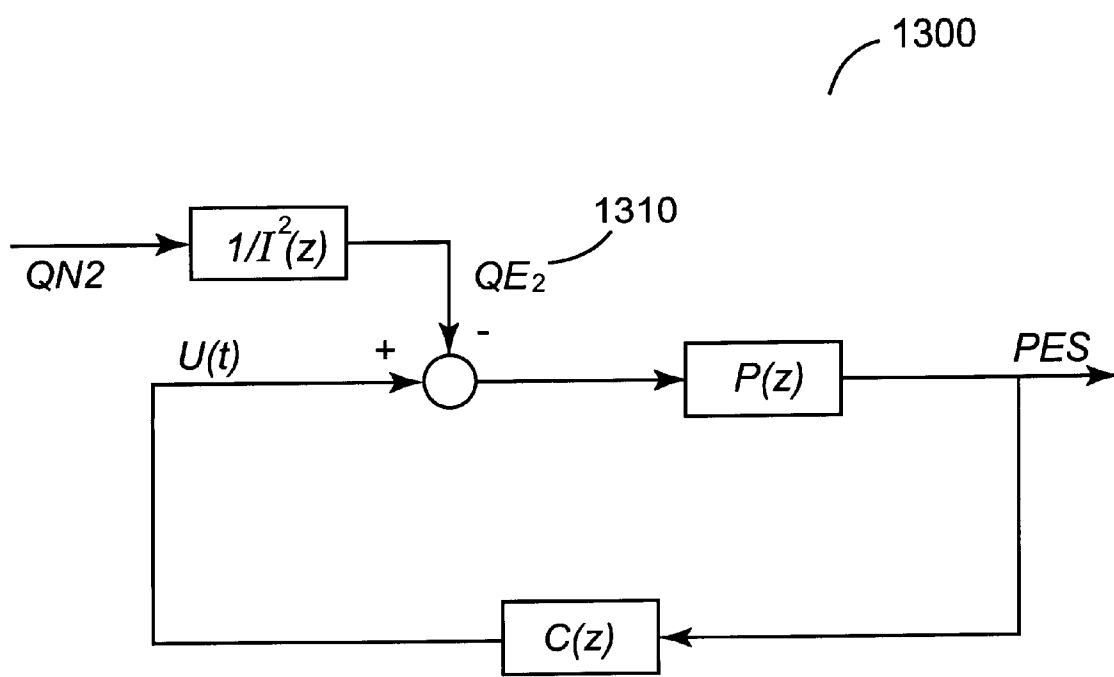 1300
1/I²(z)
1310
QN2
QE₂
-
+
U(t)
P(z)
PES
C(z)